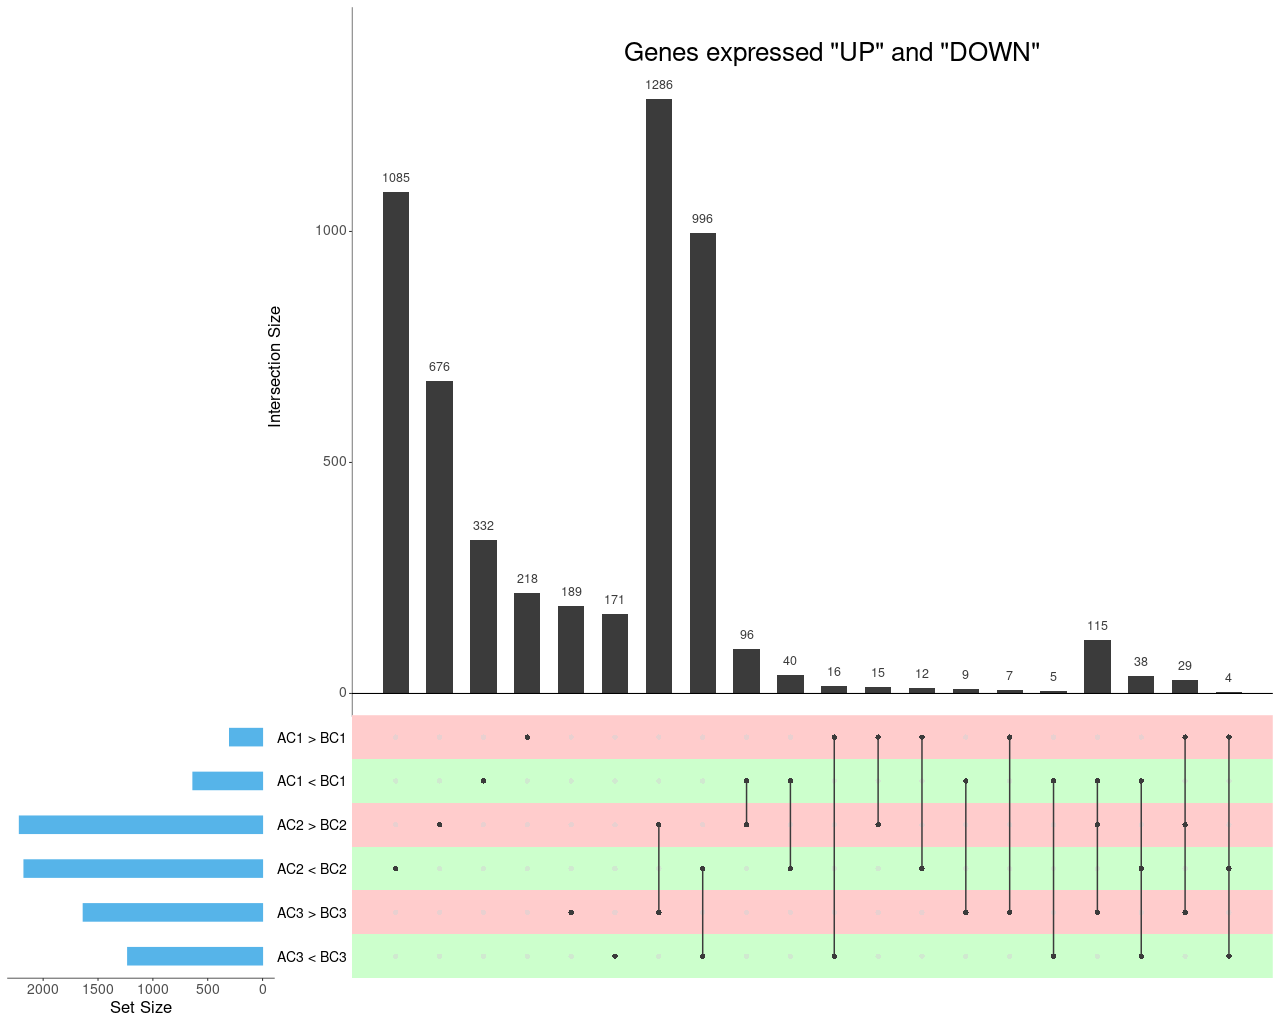 Genes expressed "UP" and "DOWN"
1286
1085
996
676
332
218
189
171
96
40
16
15
12
9
7
5
115
38
29
4
1000
500
0
Intersection Size
AC1 > BC1
AC1 < BC1
AC2 > BC2
AC2 < BC2
AC3 > BC3
AC3 < BC3
2000 1500 1000 500 0
Set Size